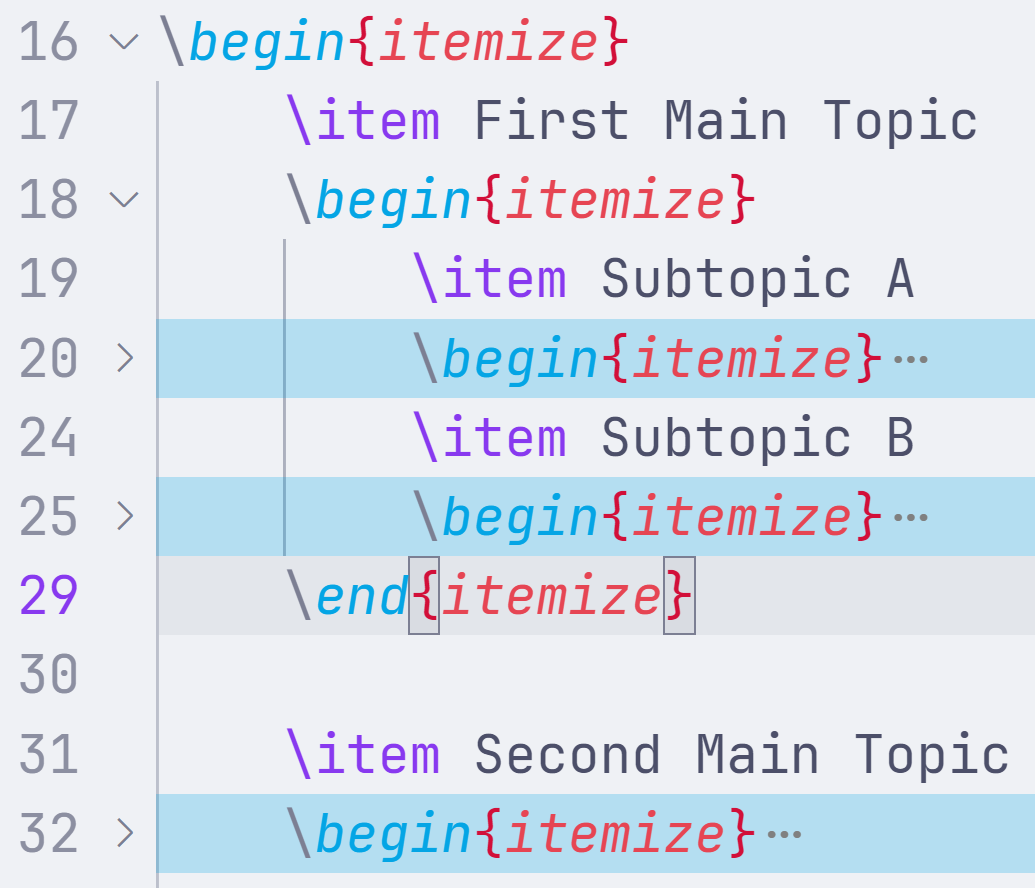 16 \begin{itemize}
17 \item First Main Topic
18 \begin{itemize}
19 \item Subtopic A
20 \begin{itemize}⋯
24 \item Subtopic B
25 \begin{itemize}⋯
29 \end{itemize}
30
31 \item Second Main Topic
32 \begin{itemize}⋯